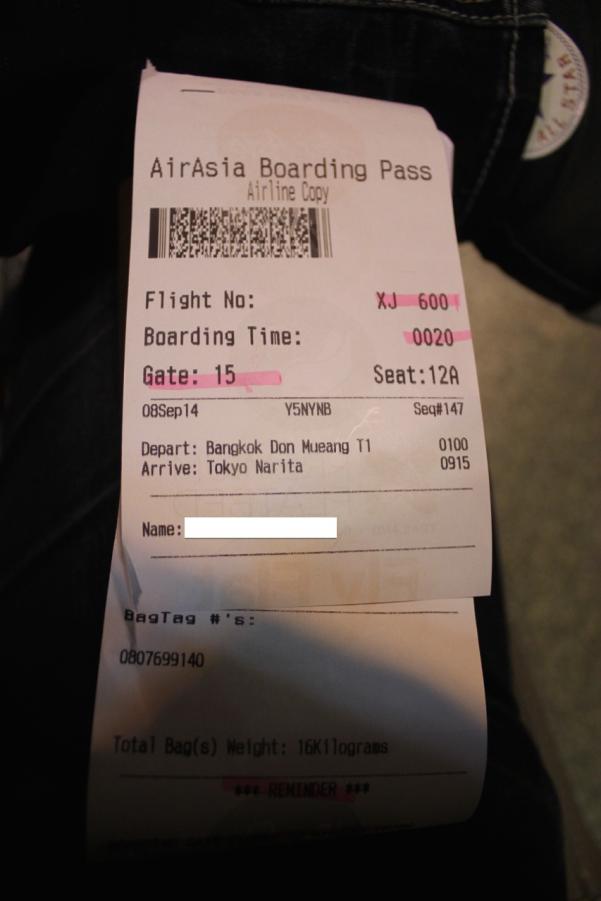 AirAsia Boarding Pass
Airline Copy
Flight No: XJ 600
Boarding Time: 0020
Gate: 15 Seat:12A
08Sep14 Y5NYNB Seq#147
Depart: Bangkok Don Mueang T1 0100
Arrive: Tokyo Narita 0915
Name:
BagTag #'s:
0807699140
Total Bag(s) Weight: 16Kilograms
*** REMINDER ***
ALL STAR